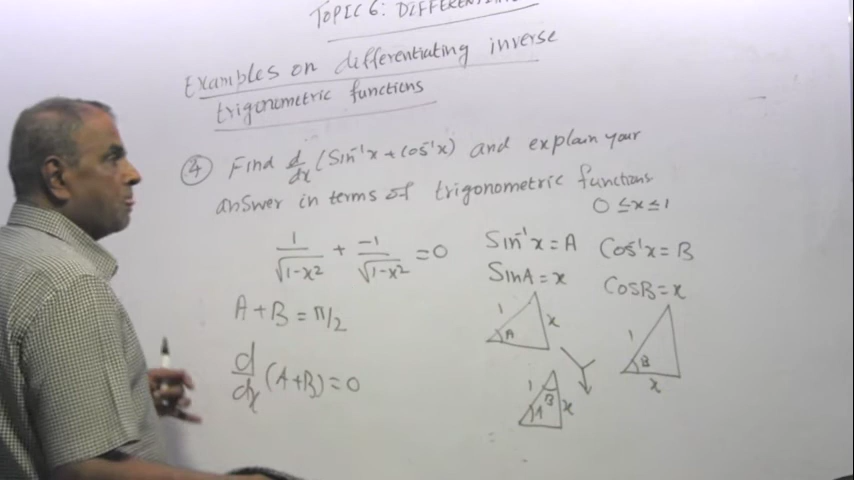 TOPIC 6: DIFFERENTI
Examples on differentiating inverse
trigonometric functions
④ Find d/dx (Sin⁻¹x + Cos⁻¹x) and explain your
answer in terms of trigonometric functions
0 ≤ x ≤ 1
1/√(1-x²) + -1/√(1-x²) = 0
Sin⁻¹x = A Cos⁻¹x = B
SinA = x CosB = x
A + B = π/2
1 A x
1 B x
d/dx (A+B) = 0
1 B A x